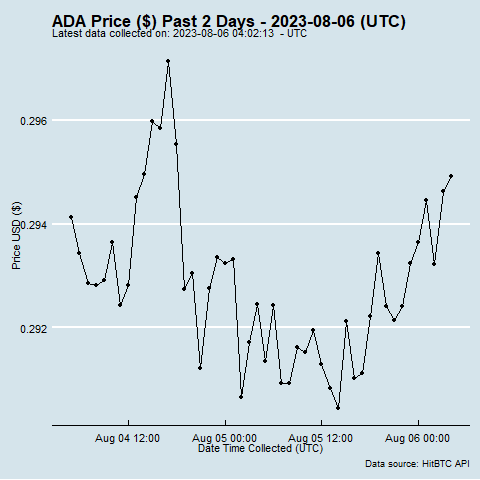 ADA Price ($) Past 2 Days - 2023-08-06 (UTC)
Latest data collected on: 2023-08-06 04:02:13 - UTC
0.296
0.294
0.292
Price USD ($)
Aug 04 12:00
Aug 05 00:00
Aug 05 12:00
Aug 06 00:00
Date Time Collected (UTC)
Data source: HitBTC API